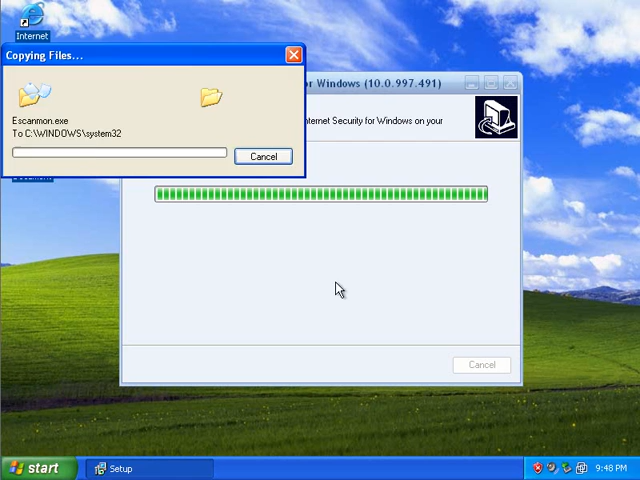 Internet
Copying Files...
or Windows (10.0.997.491)
Escanmon.exe
To C:\WINDOWS\system32
nternet Security for Windows on your
Cancel
Cancel
start
Setup
9:48 PM